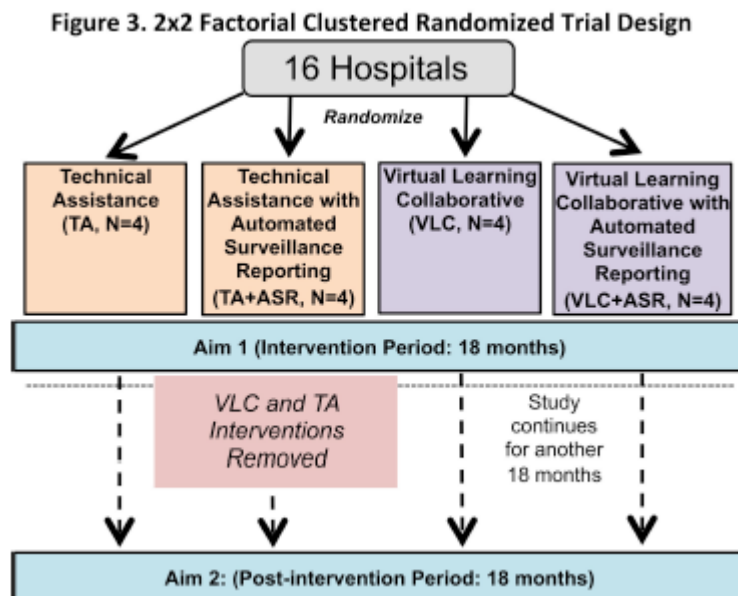 Figure 3. 2x2 Factorial Clustered Randomized Trial Design
16 Hospitals
Randomize
Technical
Assistance
(TA, N=4)
Technical
Assistance with
Automated
Surveillance
Reporting
(TA+ASR, N=4)
Virtual Learning
Collaborative
(VLC, N=4)
Virtual Learning
Collaborative with
Automated
Surveillance
Reporting
(VLC+ASR, N=4)
Aim 1 (Intervention Period: 18 months)
VLC and TA
Interventions
Removed
Study
continues
for another
18 months
Aim 2: (Post-intervention Period: 18 months)